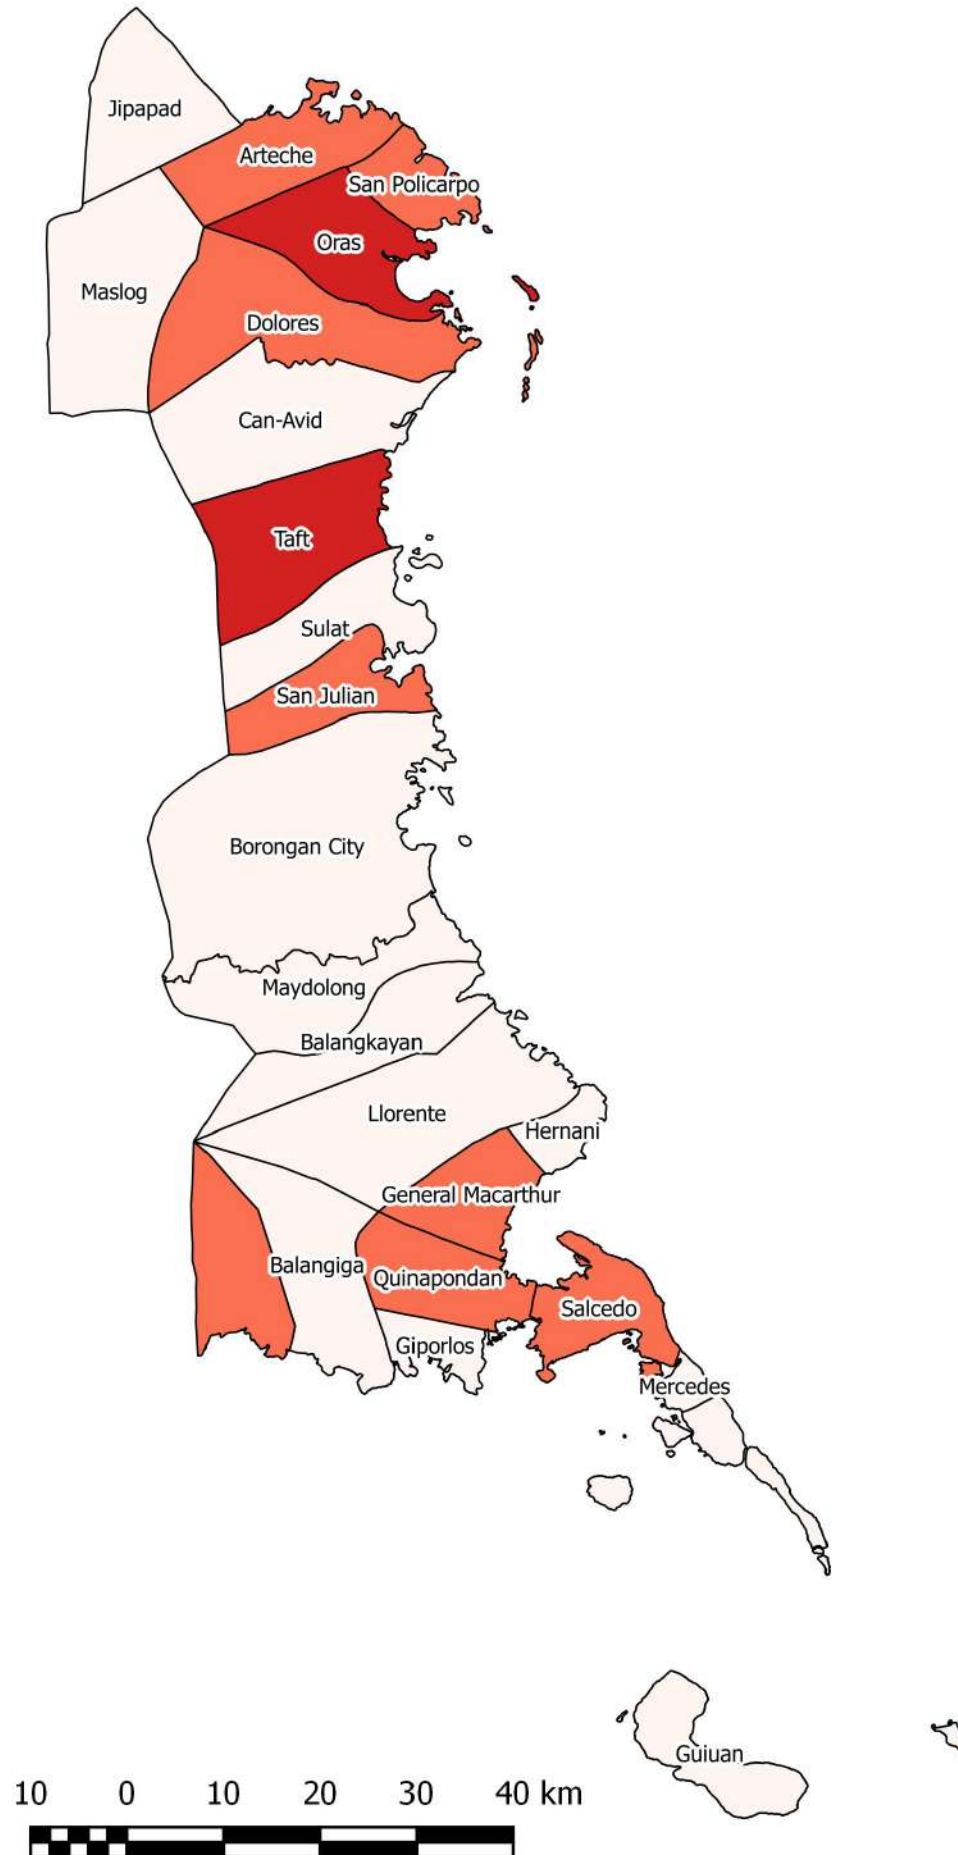 Jipapad
Arteche
San Policarpo
Oras
Maslog
Dolores
Can-Avid
Taft
Sulat
San Julian
Borongan City
Maydolong
Balangkayan
Llorente
Hernani
General Macarthur
Balangiga
Quinapondan
Salcedo
Giporlos
Mercedes
Guiuan
10 0 10 20 30 40 km